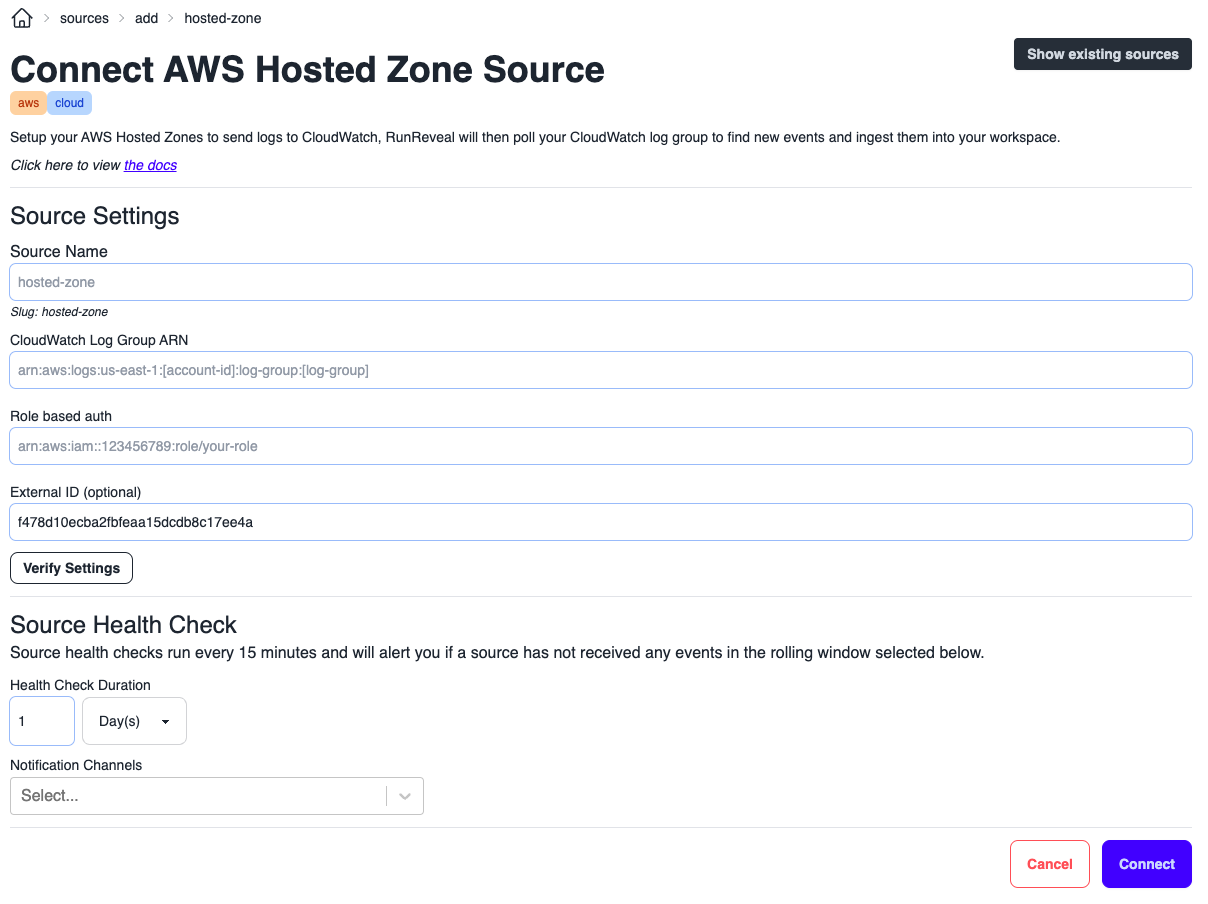 sources > add > hosted-zone
Show existing sources
Connect AWS Hosted Zone Source
aws cloud
Setup your AWS Hosted Zones to send logs to CloudWatch, RunReveal will then poll your CloudWatch log group to find new events and ingest them into your workspace.
Click here to view the docs
Source Settings
Source Name
hosted-zone
Slug: hosted-zone
CloudWatch Log Group ARN
arn:aws:logs:us-east-1:[account-id]:log-group:[log-group]
Role based auth
arn:aws:iam::123456789:role/your-role
External ID (optional)
f478d10ecba2fbfeaa15dcdb8c17ee4a
Verify Settings
Source Health Check
Source health checks run every 15 minutes and will alert you if a source has not received any events in the rolling window selected below.
Health Check Duration
1 Day(s)
Notification Channels
Select...
Cancel Connect